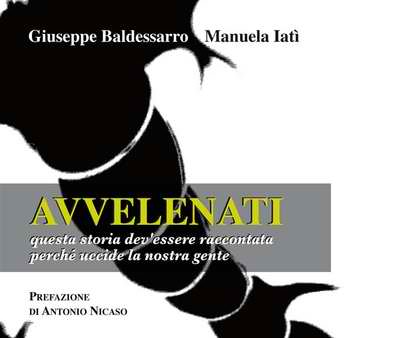 Giuseppe Baldessarro Manuela Iatì
AVVELENATI
questa storia dev'essere raccontata
perché uccide la nostra gente
PREFAZIONE
DI ANTONIO NICASO